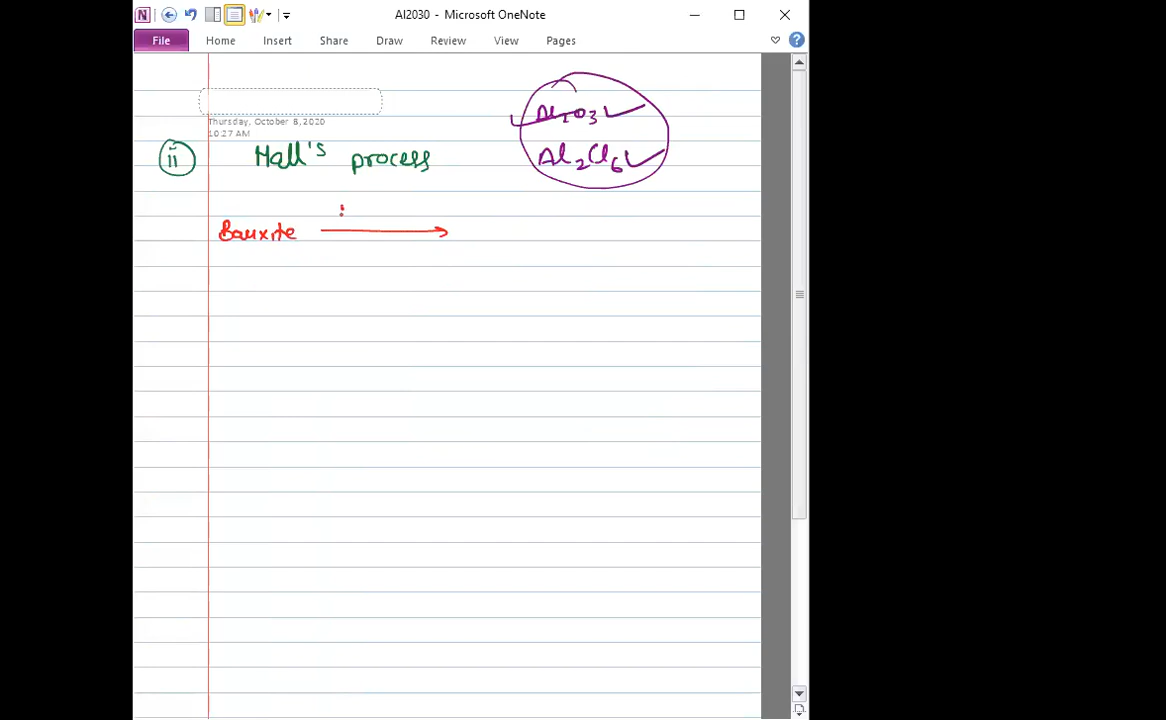 Al2030 - Microsoft OneNote
File Home Insert Share Draw Review View Pages
Al₂O₃
Thursday, October 8, 2020
10:27 AM
ii Hall's process
Al₂Cl₆
Bauxite